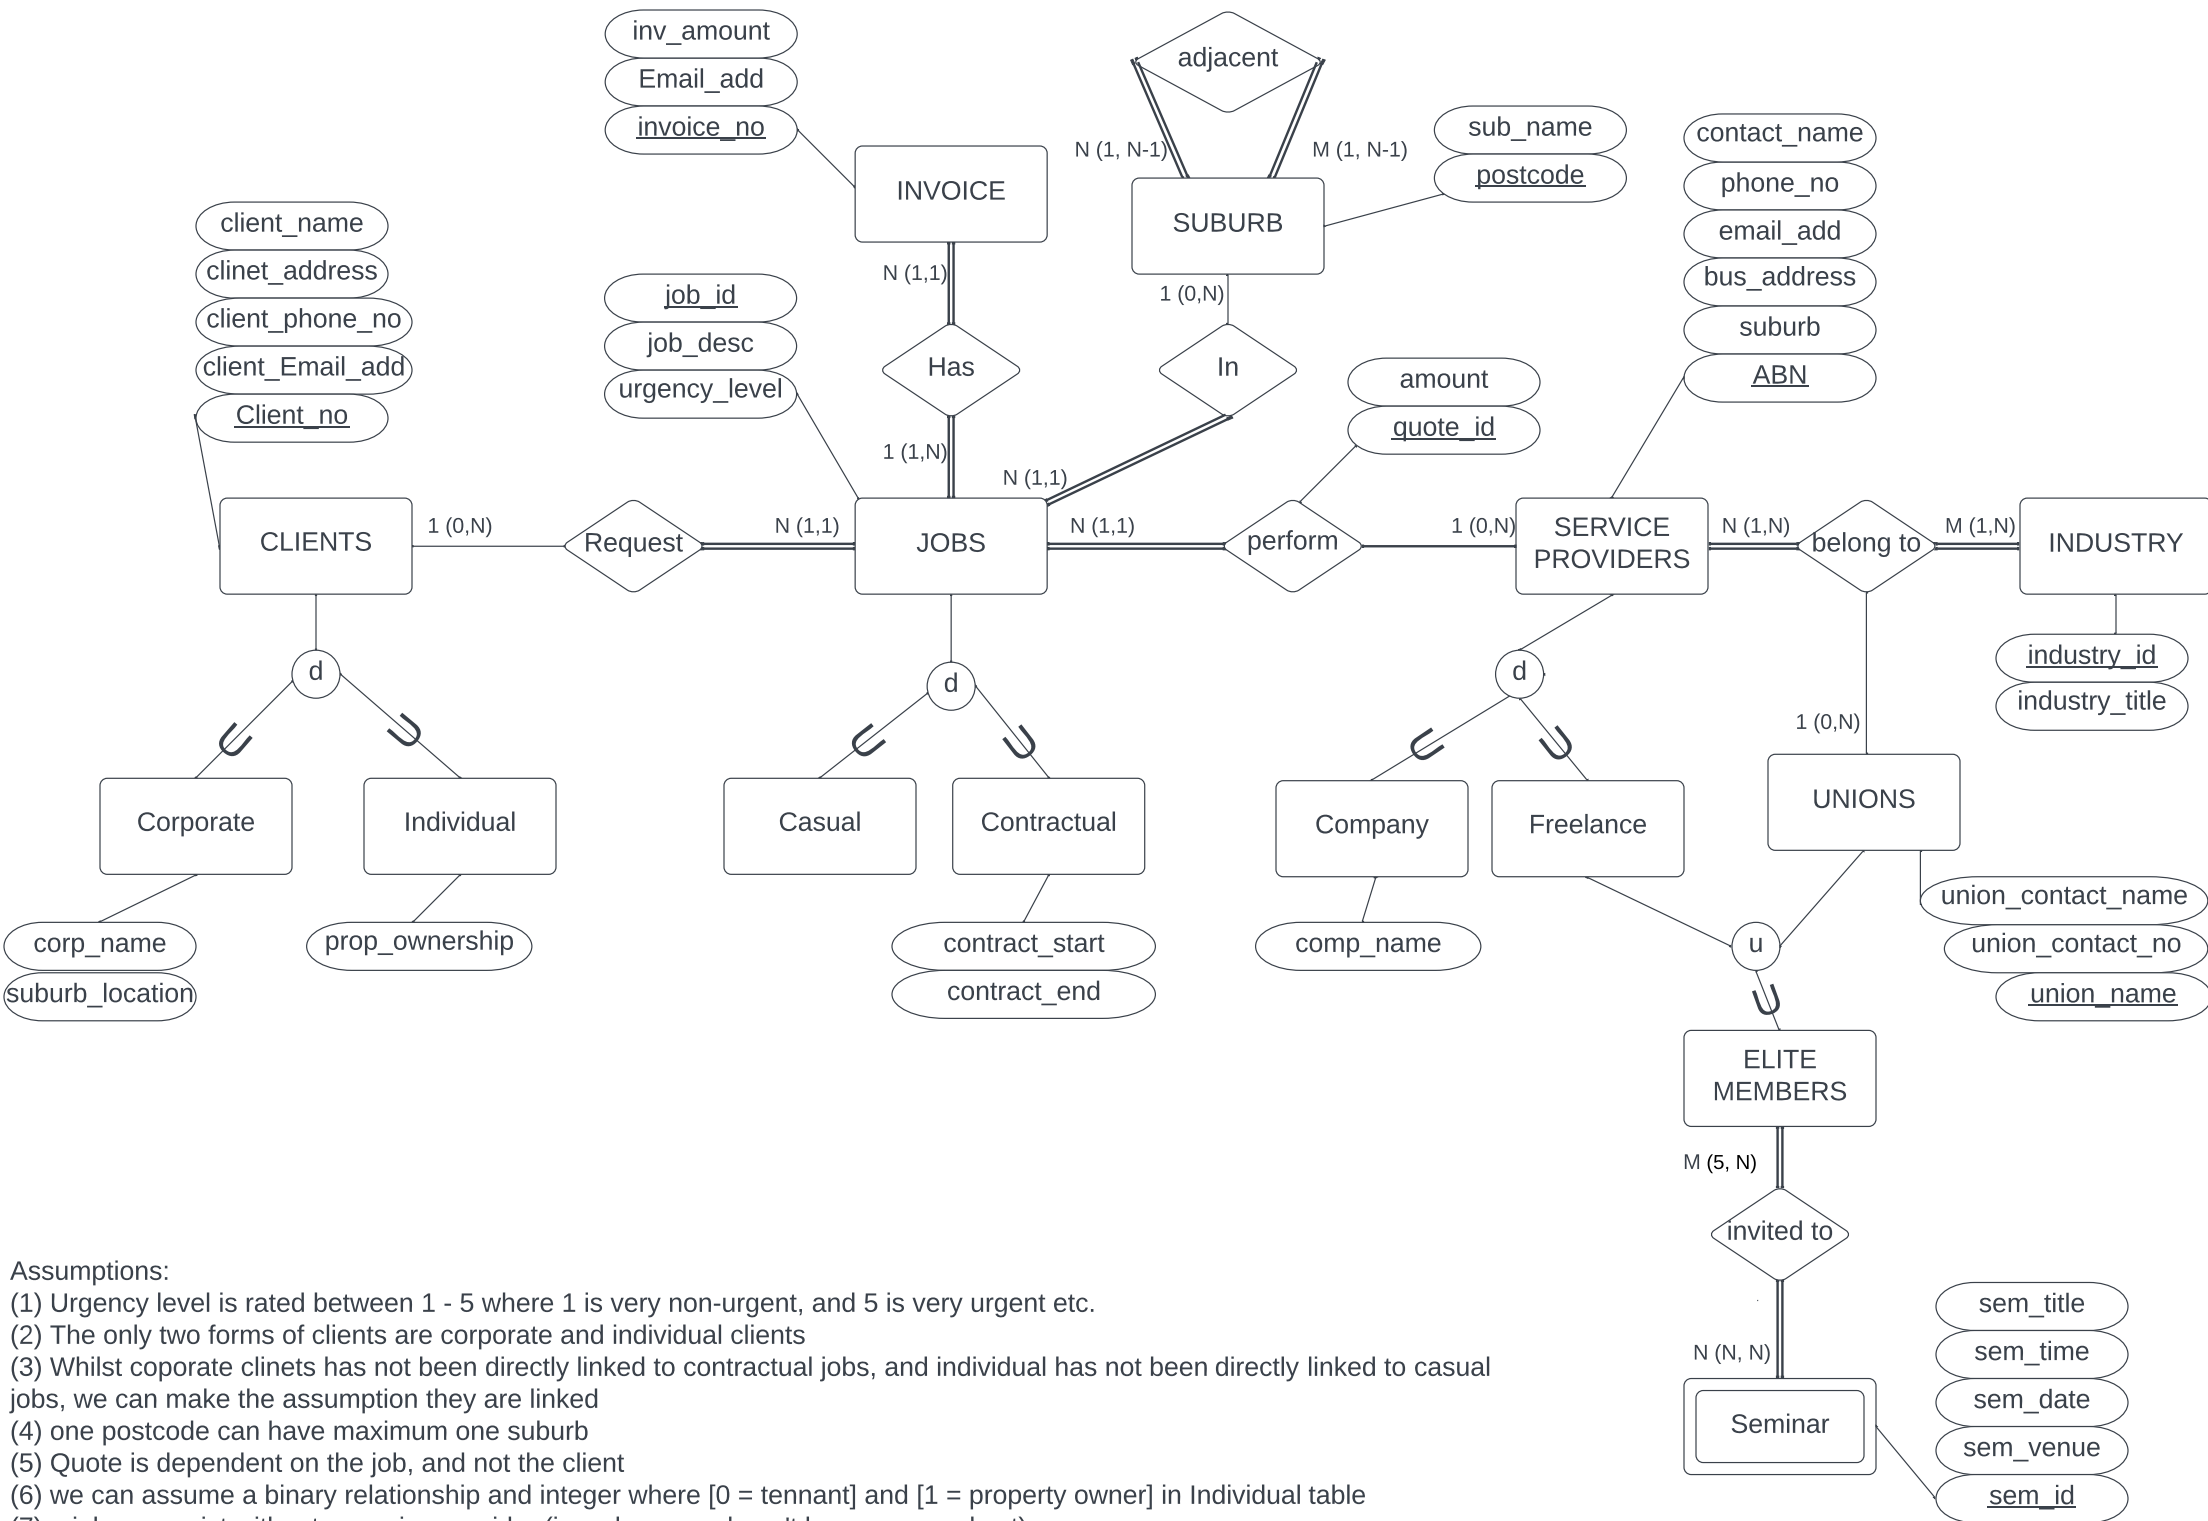 inv_amount
Email_add
invoice_no
adjacent
N (1, N-1)
M (1, N-1)
sub_name
postcode
contact_name
phone_no
email_add
bus_address
suburb
ABN
INVOICE
SUBURB
client_name
clinet_address
client_phone_no
client_Email_add
Client_no
N (1,1)
1 (0,N)
job_id
job_desc
urgency_level
Has
In
amount
quote_id
1 (1,N)
N (1,1)
CLIENTS
1 (0,N)
Request
N (1,1)
JOBS
N (1,1)
perform
1 (0,N)
SERVICE
PROVIDERS
N (1,N)
belong to
M (1,N)
INDUSTRY
industry_id
industry_title
d
d
d
1 (0,N)
Corporate
Individual
Casual
Contractual
Company
Freelance
UNIONS
corp_name
suburb_location
prop_ownership
contract_start
contract_end
comp_name
u
union_contact_name
union_contact_no
union_name
ELITE
MEMBERS
M (5, N)
invited to
N (N, N)
Seminar
sem_title
sem_time
sem_date
sem_venue
sem_id
Assumptions:
(1) Urgency level is rated between 1 - 5 where 1 is very non-urgent, and 5 is very urgent etc.
(2) The only two forms of clients are corporate and individual clients
(3) Whilst coporate clinets has not been directly linked to contractual jobs, and individual has not been directly linked to casual
jobs, we can make the assumption they are linked
(4) one postcode can have maximum one suburb
(5) Quote is dependent on the job, and not the client
(6) we can assume a binary relationship and integer where [0 = tennant] and [1 = property owner] in Individual table